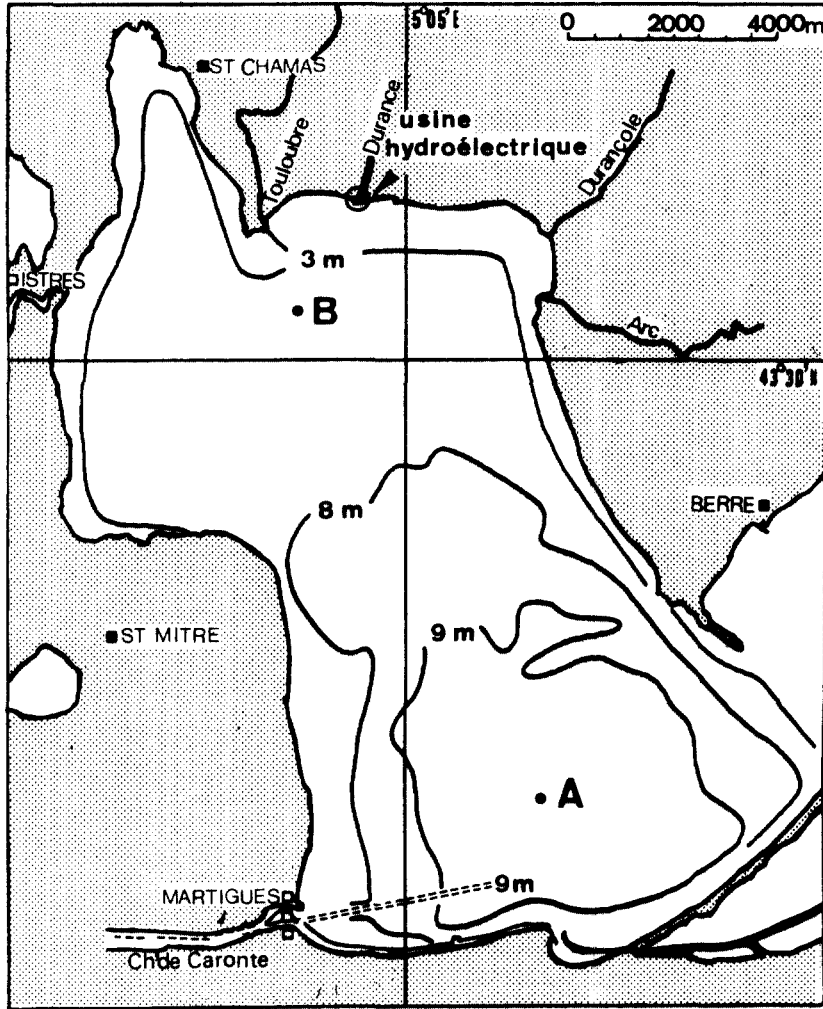 5°05'E
0 2000 4000m
ST CHAMAS
Touloubre
Durance
usine
hydroélectrique
Durançole
3 m
ISTRES
B
Arc
43°30'N
8 m
BERRE
9 m
ST MITRE
A
MARTIGUES
9m
Ch de Caronte